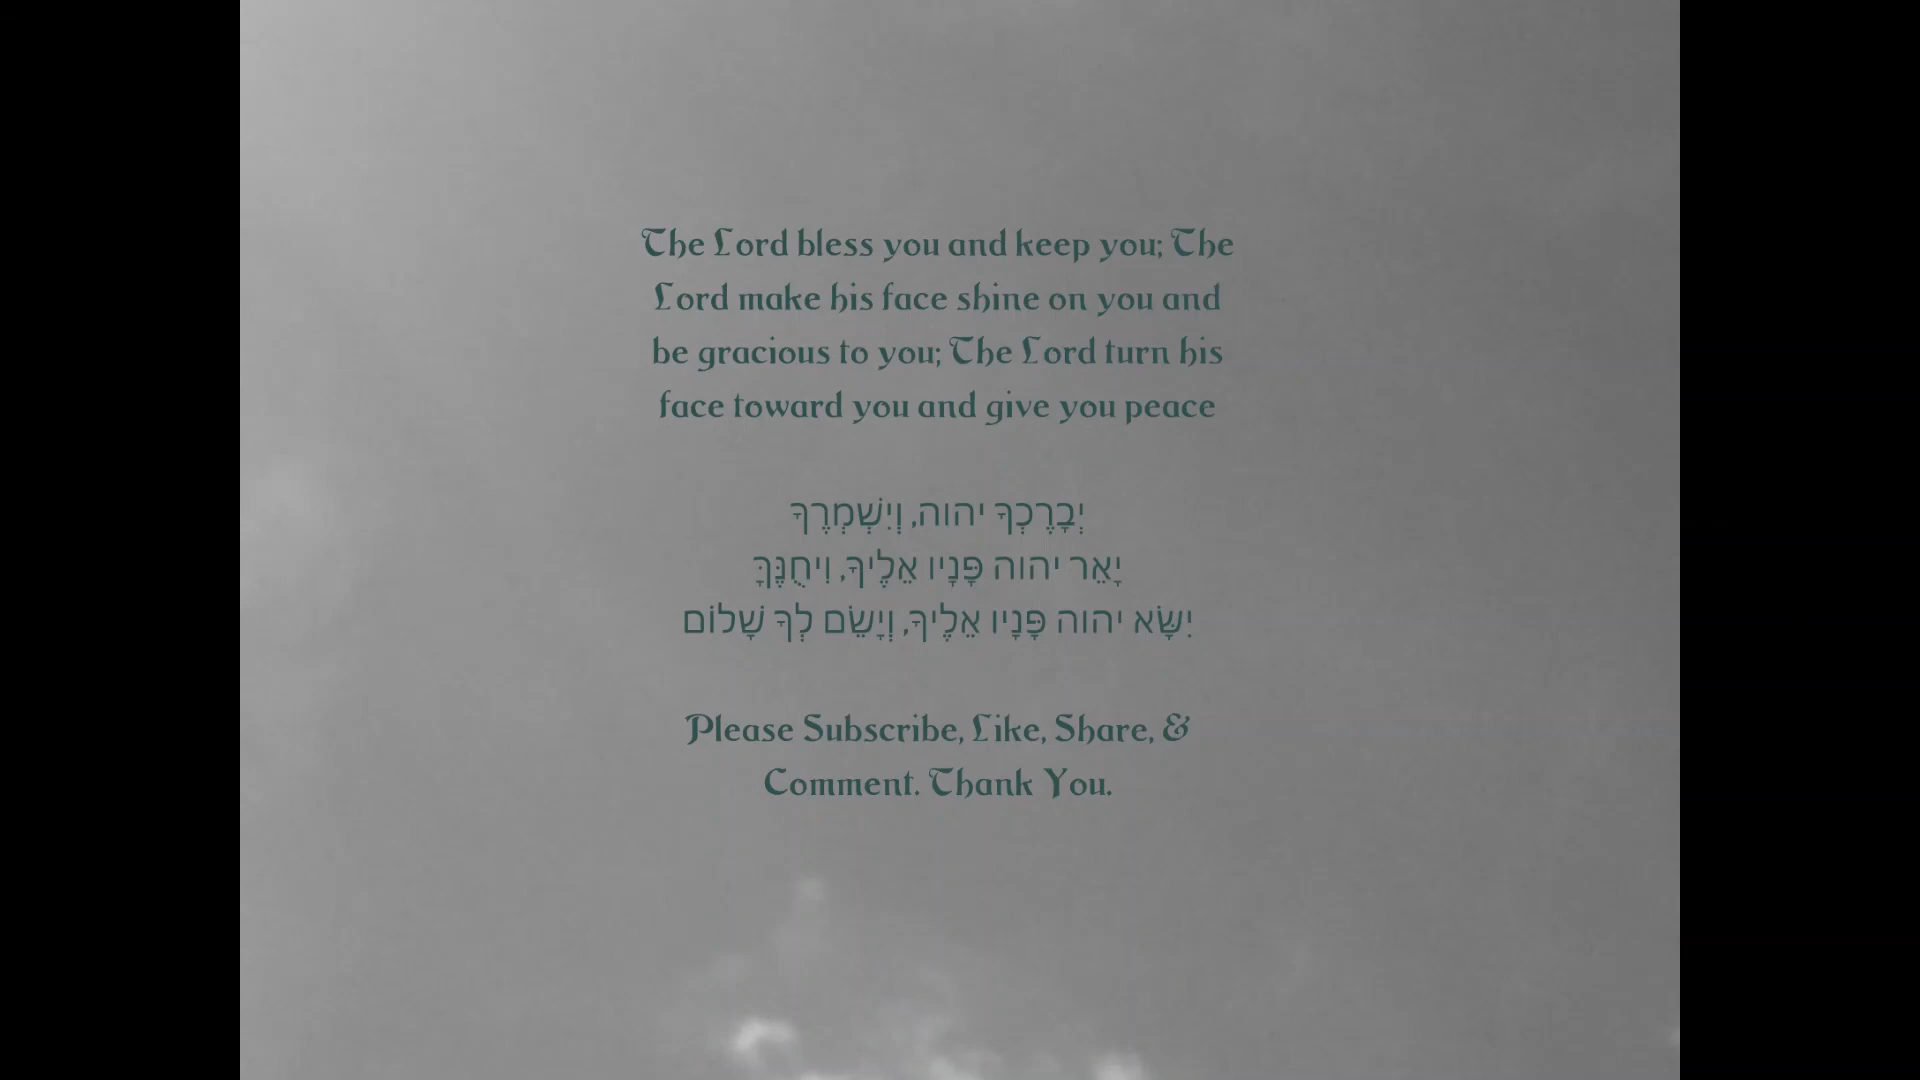 The Lord bless you and keep you; The
Lord make his face shine on you and
be gracious to you; The Lord turn his
face toward you and give you peace
יְבָרֶכְךָ יהוה, וְיִשְׁמְרֶךָ
יָאֵר יהוה פָּנָיו אֵלֶיךָ, וִיחֻנֶּךָּ
יִשָּׂא יהוה פָּנָיו אֵלֶיךָ, וְיָשֵׂם לְךָ שָׁלוֹם
Please Subscribe, Like, Share, &
Comment. Thank You.